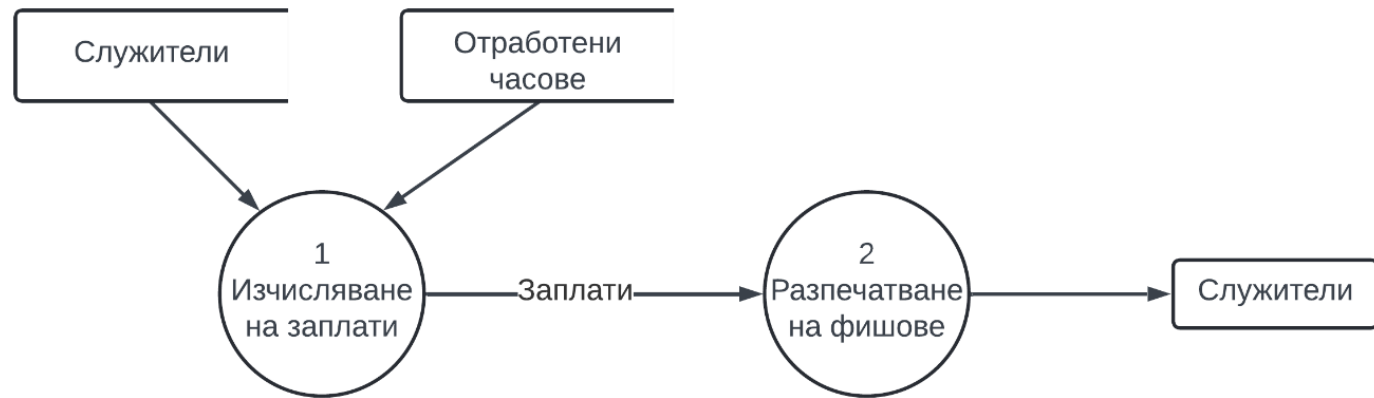 Служители
Отработени
часове
1
Изчисляване
на заплати
Заплати
2
Разпечатване
на фишове
Служители